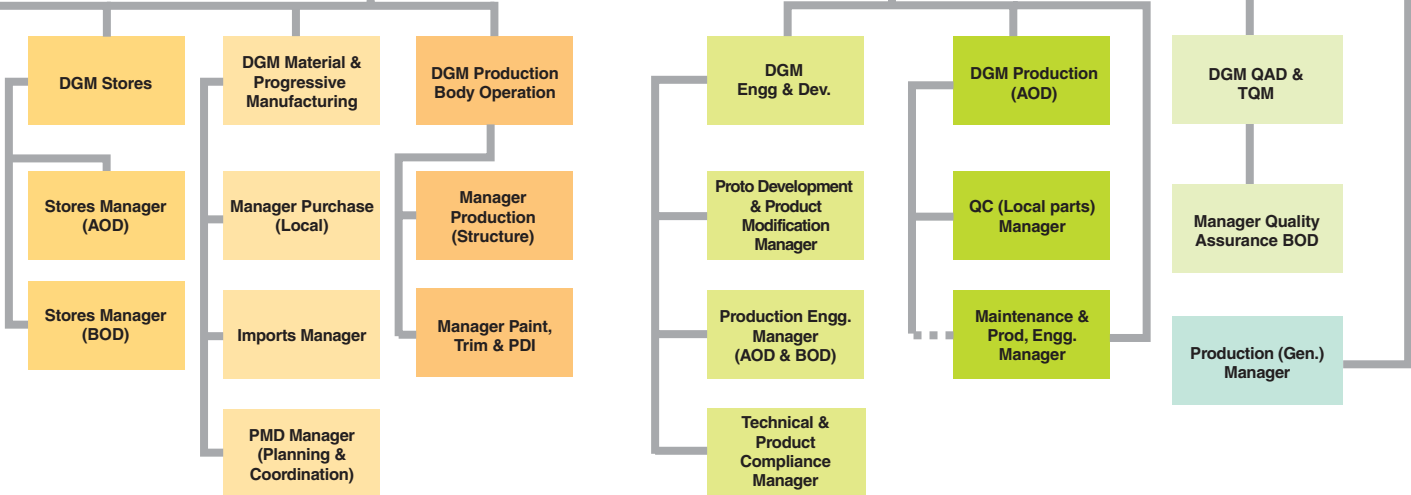 DGM Stores
Stores Manager
(AOD)
Stores Manager
(BOD)
DGM Material &
Progressive
Manufacturing
Manager Purchase
(Local)
Imports Manager
PMD Manager
(Planning &
Coordination)
DGM Production
Body Operation
Manager
Production
(Structure)
Manager Paint,
Trim & PDI
DGM
Engg & Dev.
Proto Development
& Product
Modification
Manager
Production Engg.
Manager
(AOD & BOD)
Technical &
Product
Compliance
Manager
DGM Production
(AOD)
QC (Local parts)
Manager
Maintenance &
Prod, Engg.
Manager
DGM QAD &
TQM
Manager Quality
Assurance BOD
Production (Gen.)
Manager